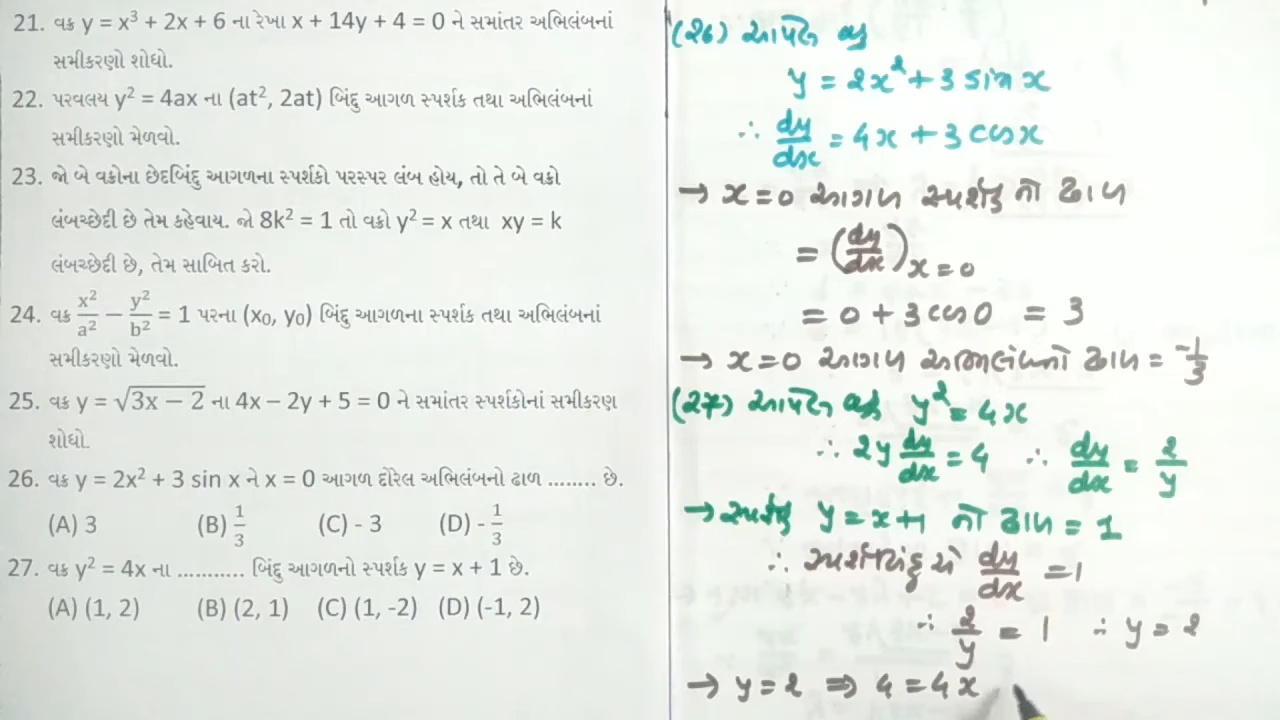 21. વક્ર y = x³ + 2x + 6 ના રેખા x + 14y + 4 = 0 ને સમાંતર અભિલંબનાં
સમીકરણો શોધો.
22. પરવલય y² = 4ax ના (at², 2at) બિંદુ આગળ સ્પર્શક તથા અભિલંબનાં
સમીકરણો મેળવો.
23. જો બે વક્રોના છેદબિંદુ આગળના સ્પર્શકો પરસ્પર લંબ હોય, તો તે બે વક્રો
લંબચ્છેદી છે તેમ કહેવાય. જો 8k² = 1 તો વક્રો y² = x તથા xy = k
લંબચ્છેદી છે, તેમ સાબિત કરો.
24. વક્ર x²/a² − y²/b² = 1 પરના (x₀, y₀) બિંદુ આગળના સ્પર્શક તથા અભિલંબનાં
સમીકરણો મેળવો.
25. વક્ર y = √(3x − 2) ના 4x − 2y + 5 = 0 ને સમાંતર સ્પર્શકોનાં સમીકરણ
શોધો.
26. વક્ર y = 2x² + 3 sin x ને x = 0 આગળ દોરેલ અભિલંબનો ઢાળ ........ છે.
(A) 3 (B) 1/3 (C) - 3 (D) - 1/3
27. વક્ર y² = 4x ના ........... બિંદુ આગળનો સ્પર્શક y = x + 1 છે.
(A) (1, 2) (B) (2, 1) (C) (1, -2) (D) (-1, 2)
(26) આપેલ વક્ર
y = 2x² + 3 sin x
∴ dy/dx = 4x + 3 cos x
→ x = 0 આગળ સ્પર્શક નો ઢાળ
= (dy/dx)x = 0
= 0 + 3 cos 0 = 3
→ x = 0 આગળ અભિલંબનો ઢાળ = -1/3
(27) આપેલ વક્ર y² = 4x
∴ 2y dy/dx = 4 ∴ dy/dx = 2/y
→ સ્પર્શક y = x + 1 નો ઢાળ = 1
∴ સ્પર્શબિંદુ એ dy/dx = 1
∴ 2/y = 1 ∴ y = 2
→ y = 2 ⇒ 4 = 4x